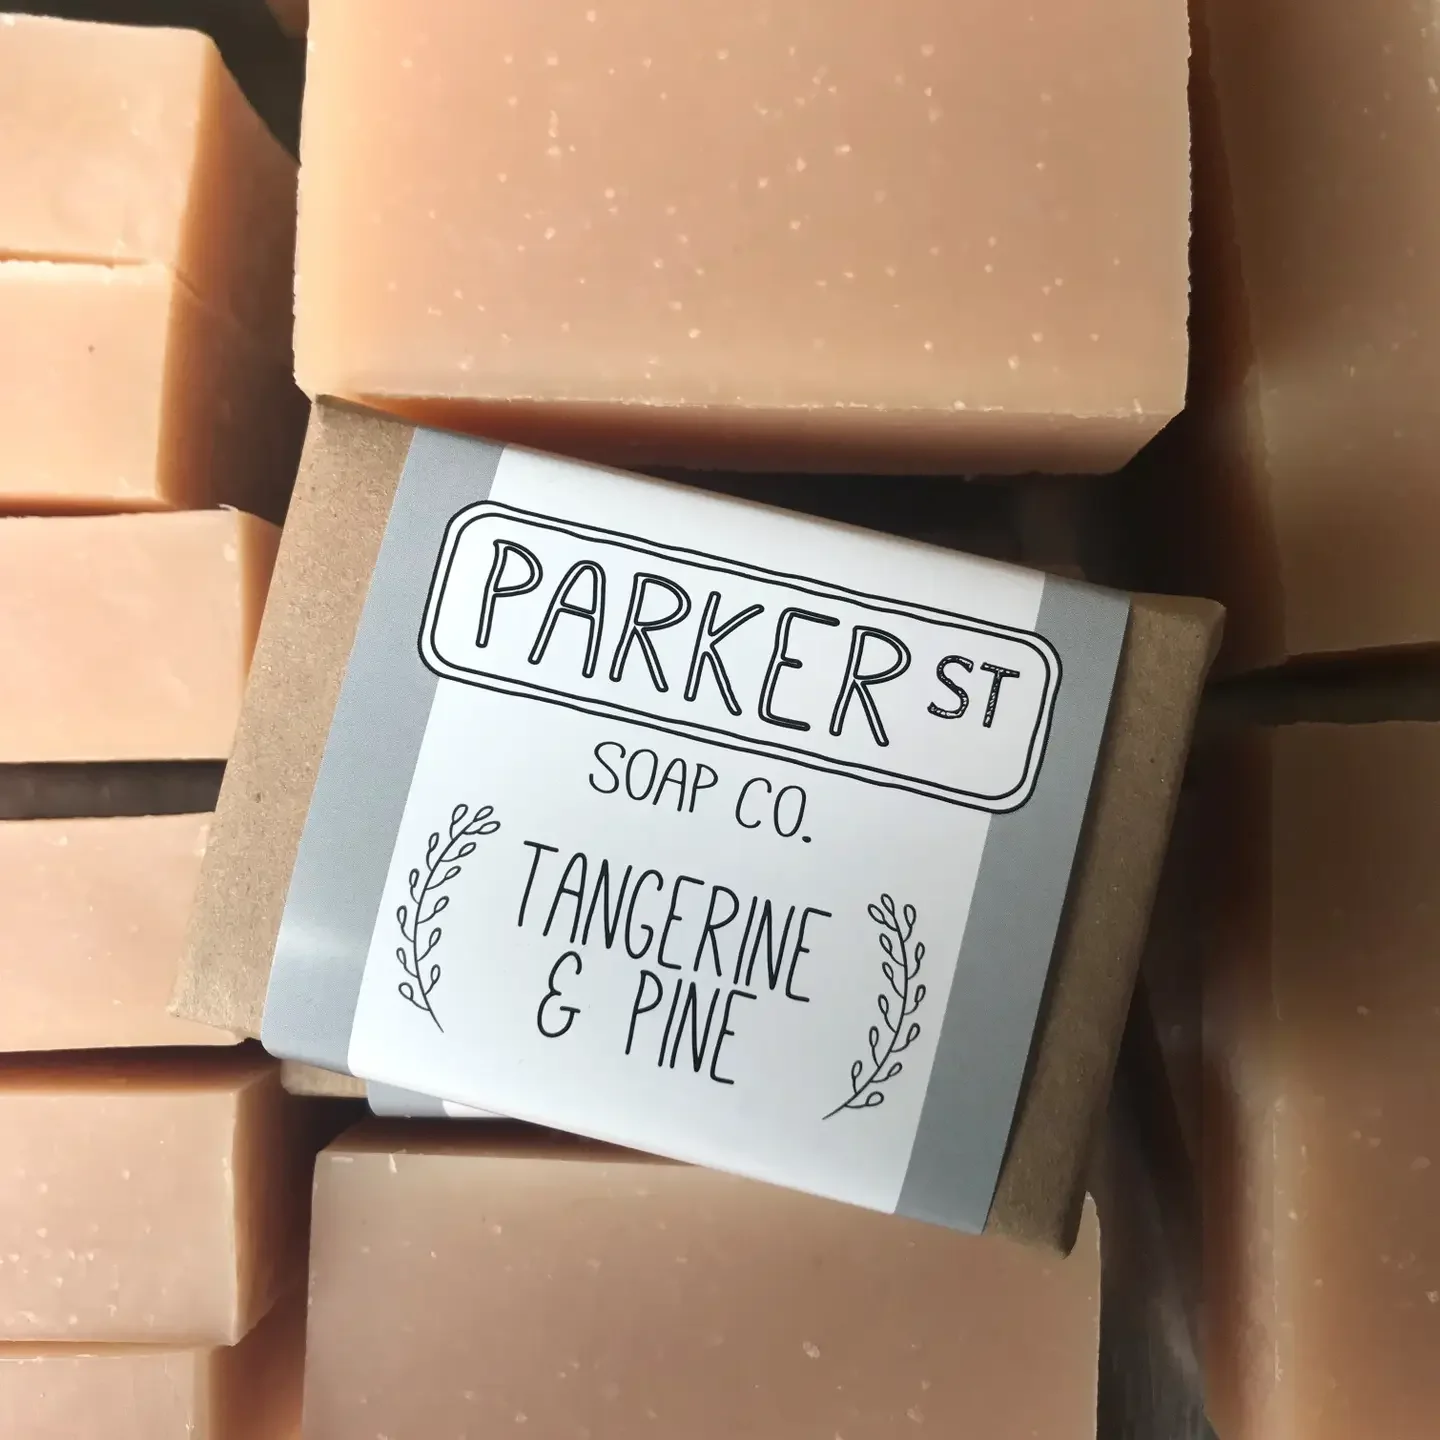 PARKER ST
SOAP CO.
TANGERINE
& PINE